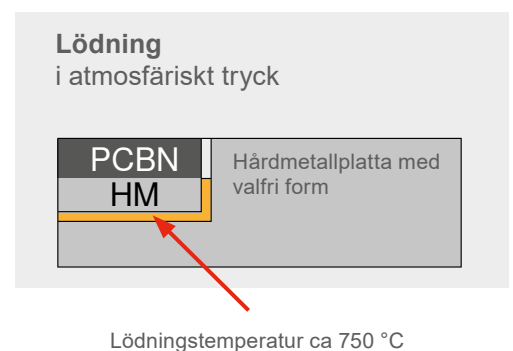 Lödning
i atmosfäriskt tryck
PCBN
HM
Hårdmetallplatta med
valfri form
Lödningstemperatur ca 750 °C